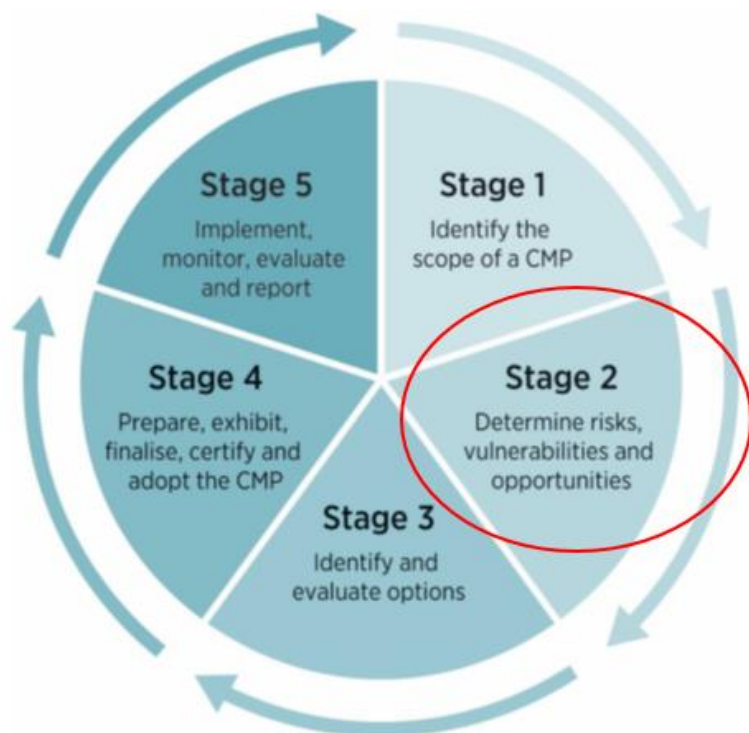 Stage 1
Identify the
scope of a CMP
Stage 2
Determine risks,
vulnerabilities and
opportunities
Stage 3
Identify and
evaluate options
Stage 4
Prepare, exhibit,
finalise, certify and
adopt the CMP
Stage 5
Implement,
monitor, evaluate
and report